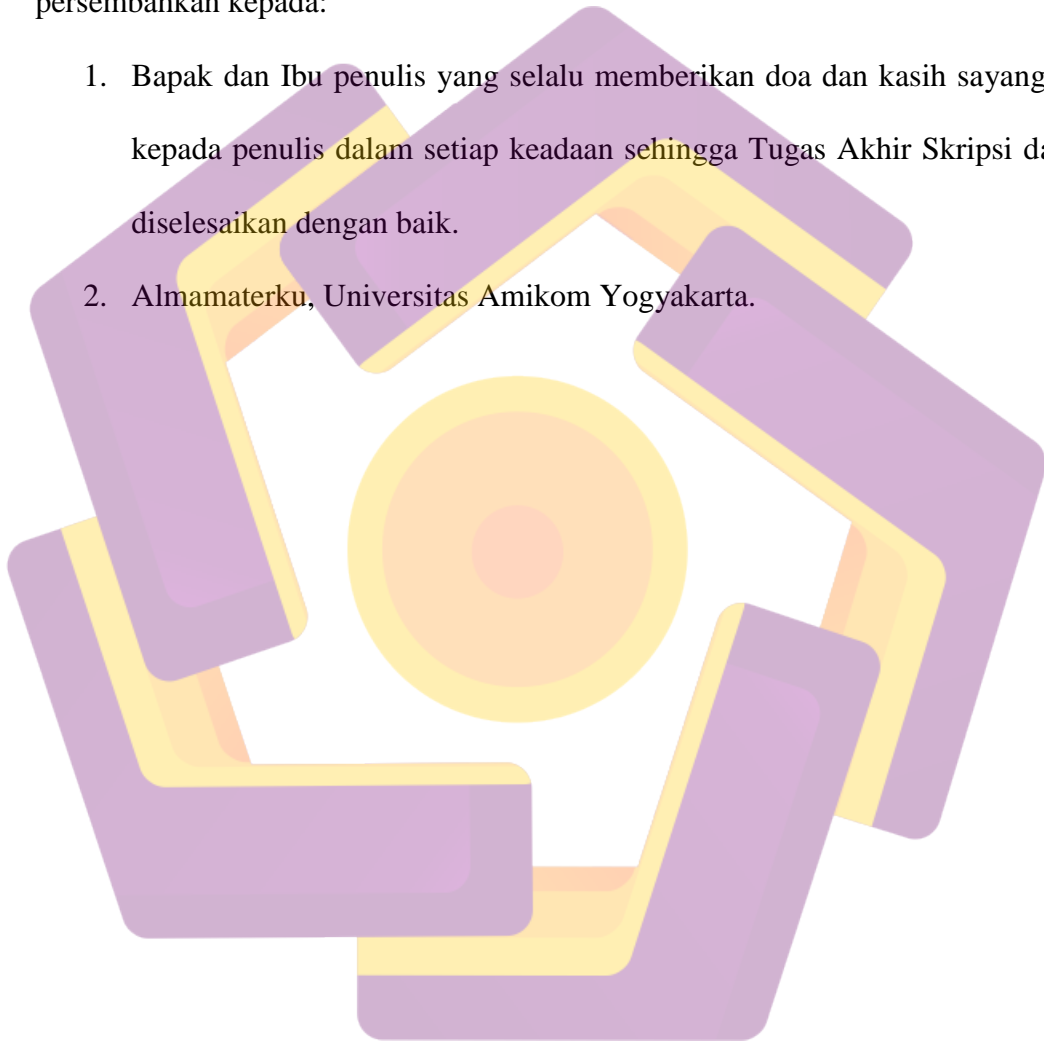 persembahkan kepada:
1. Bapak dan Ibu penulis yang selalu memberikan doa dan kasih sayang
kepada penulis dalam setiap keadaan sehingga Tugas Akhir Skripsi
diselesaikan dengan baik.
2. Almamaterku, Universitas Amikom Yogyakarta.